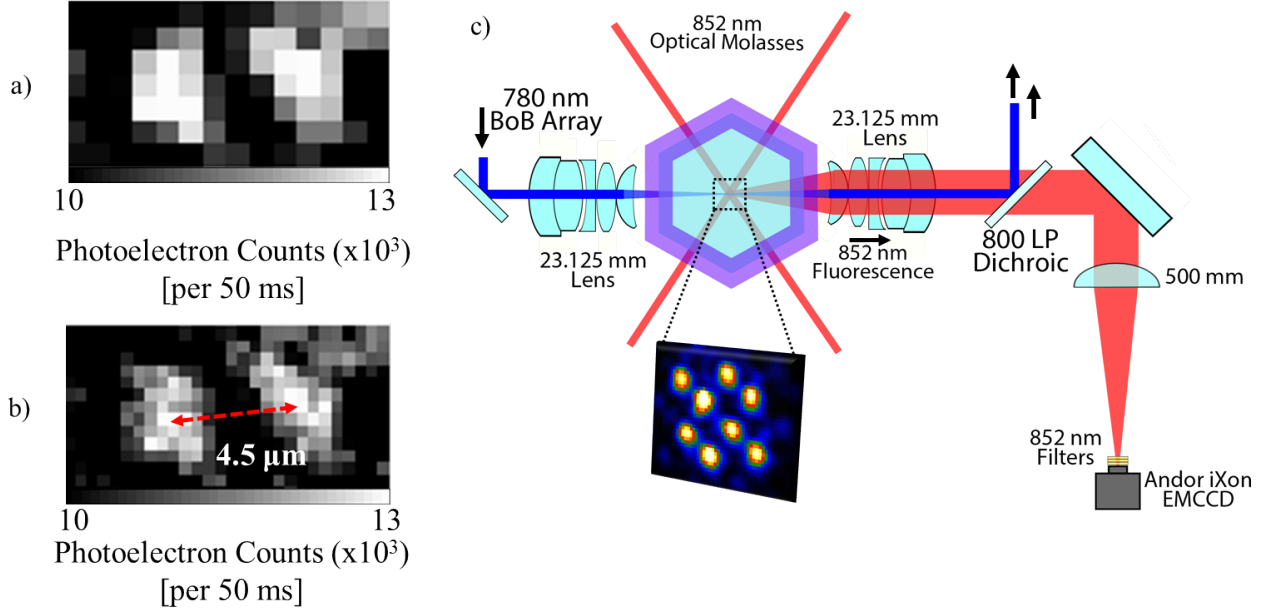 a)
10 13
Photoelectron Counts (x10³)
[per 50 ms]
b)
4.5 µm
10 13
Photoelectron Counts (x10³)
[per 50 ms]
c)
852 nm
Optical Molasses
780 nm
BoB Array
23.125 mm
Lens
23.125 mm
Lens
852 nm
Fluorescence
800 LP
Dichroic
500 mm
852 nm
Filters
Andor iXon
EMCCD